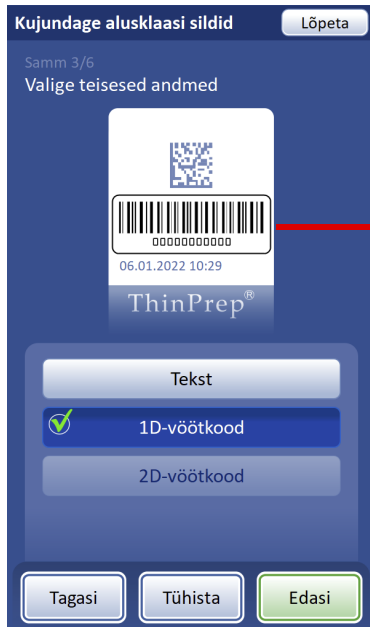 Kujundage alusklaasi sildid
Lõpeta
Samm 3/6
Valige teisesed andmed
00000000000
06.01.2022 10:29
ThinPrep®
Tekst
1D-vöötkood
2D-vöötkood
Tagasi
Tühista
Edasi